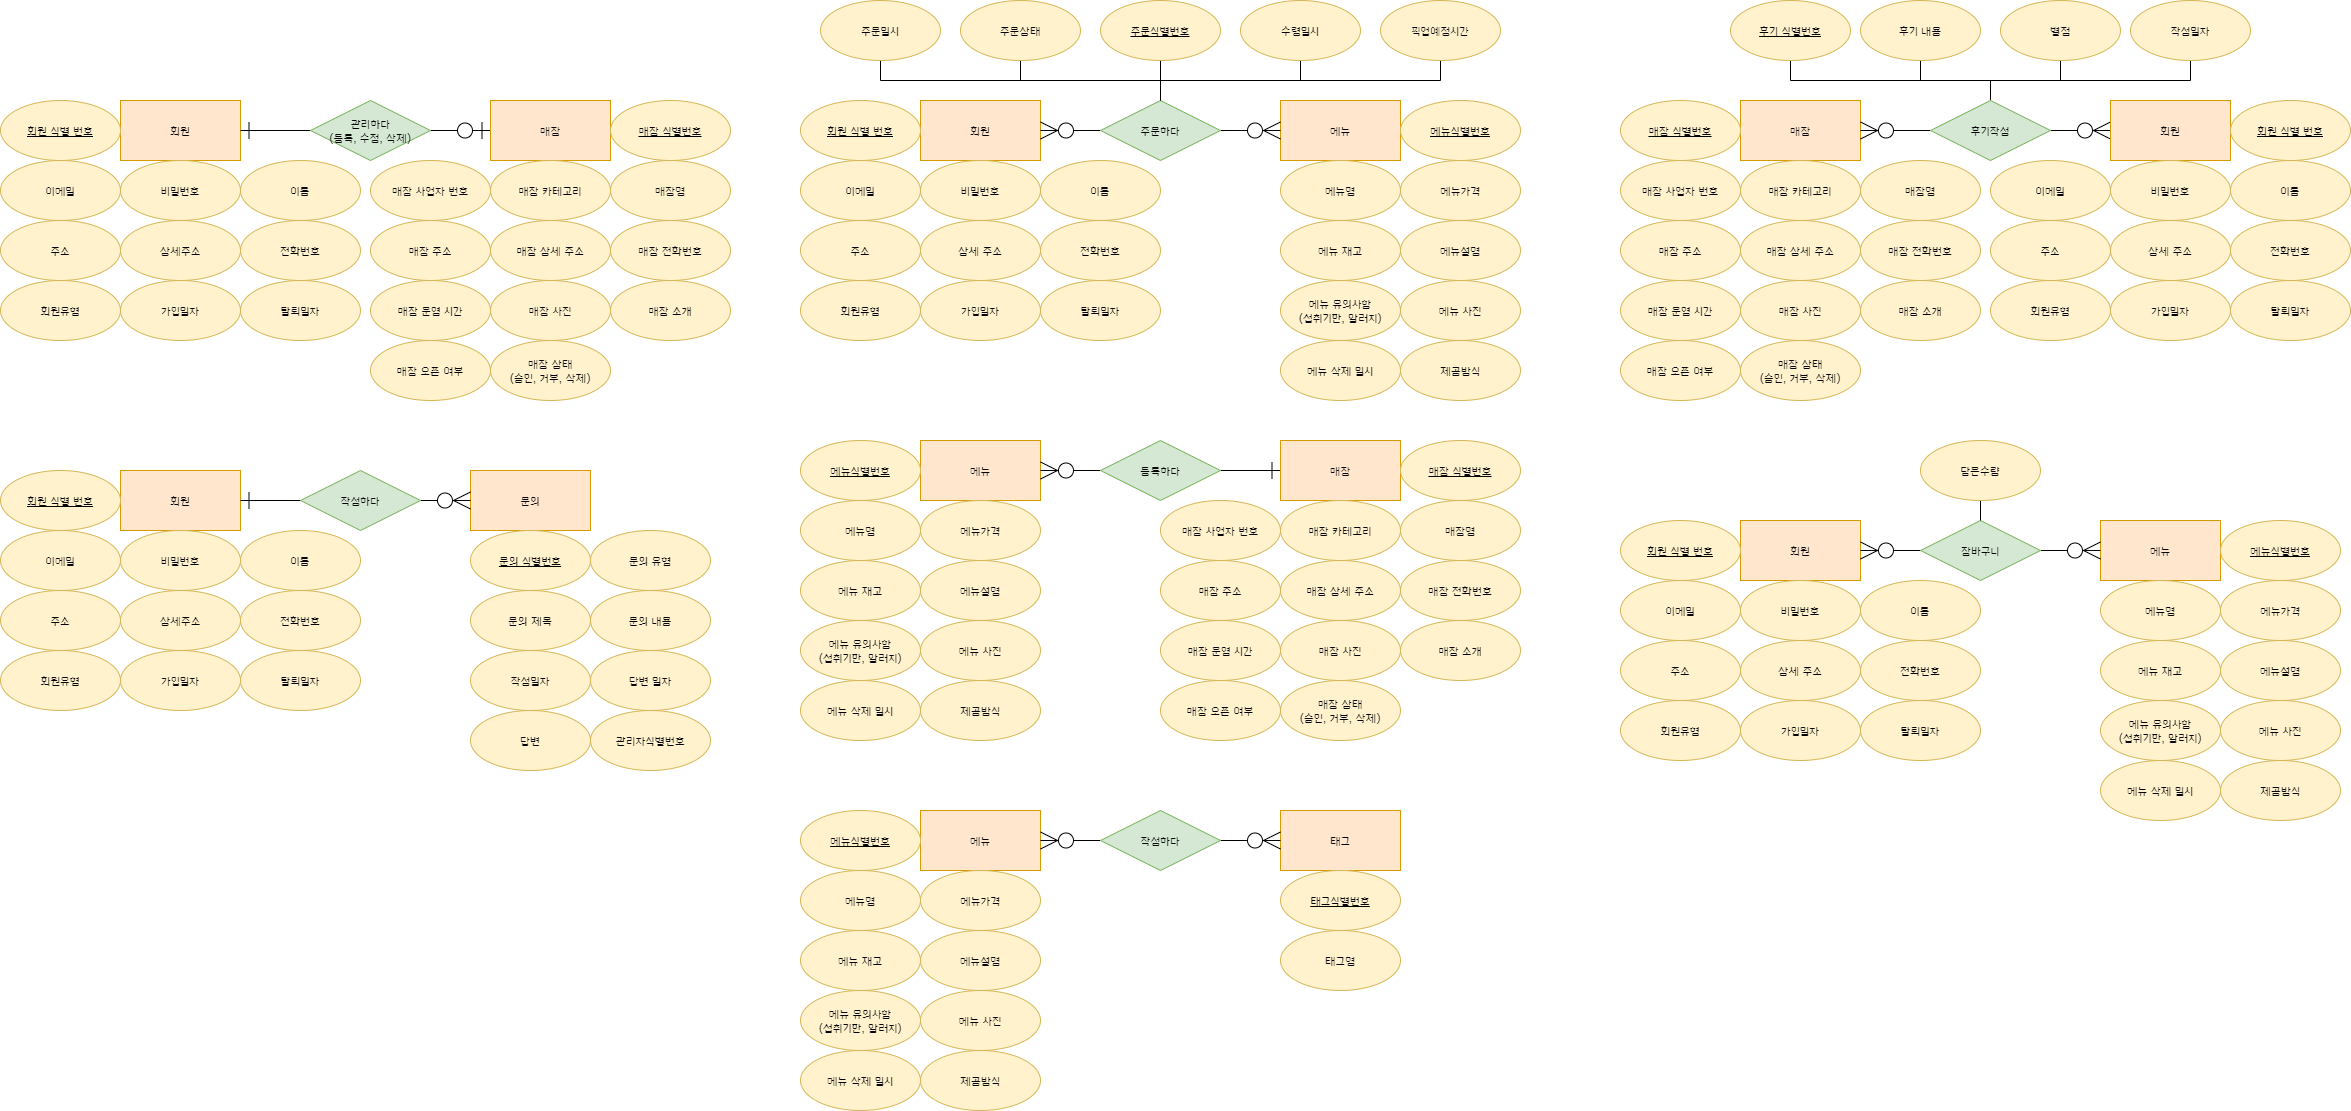 회원 식별 번호
회원
관리하다
(등록, 수정, 삭제)
매장
매장 식별번호
이메일
비밀번호
이름
매장 사업자 번호
매장 카테고리
매장명
주소
상세주소
전화번호
매장 주소
매장 상세 주소
매장 전화번호
회원유형
가입일자
탈퇴일자
매장 운영 시간
매장 사진
매장 소개
매장 오픈 여부
매장 상태
(승인, 거부, 삭제)
주문일시
주문상태
주문식별번호
수령일시
픽업예정시간
회원 식별 번호
회원
주문하다
메뉴
메뉴식별번호
이메일
비밀번호
이름
메뉴명
메뉴가격
주소
상세 주소
전화번호
메뉴 재고
메뉴설명
회원유형
가입일자
탈퇴일자
메뉴 유의사항
(섭취기한, 알러지)
메뉴 사진
메뉴 삭제 일시
제공방식
후기 식별번호
후기 내용
별점
작성일자
매장 식별번호
매장
후기작성
회원
회원 식별 번호
매장 사업자 번호
매장 카테고리
매장명
이메일
비밀번호
이름
매장 주소
매장 상세 주소
매장 전화번호
주소
상세 주소
전화번호
매장 운영 시간
매장 사진
매장 소개
회원유형
가입일자
탈퇴일자
매장 오픈 여부
매장 상태
(승인, 거부, 삭제)
회원 식별 번호
회원
작성하다
문의
이메일
비밀번호
이름
문의 식별번호
문의 유형
주소
상세주소
전화번호
문의 제목
문의 내용
회원유형
가입일자
탈퇴일자
작성일자
답변 일자
답변
관리자식별번호
메뉴식별번호
메뉴
등록하다
매장
매장 식별번호
메뉴명
메뉴가격
매장 사업자 번호
매장 카테고리
매장명
메뉴 재고
메뉴설명
매장 주소
매장 상세 주소
매장 전화번호
메뉴 유의사항
(섭취기한, 알러지)
메뉴 사진
매장 운영 시간
매장 사진
매장 소개
메뉴 삭제 일시
제공방식
매장 오픈 여부
매장 상태
(승인, 거부, 삭제)
담은수량
회원 식별 번호
회원
장바구니
메뉴
메뉴식별번호
이메일
비밀번호
이름
메뉴명
메뉴가격
주소
상세 주소
전화번호
메뉴 재고
메뉴설명
회원유형
가입일자
탈퇴일자
메뉴 유의사항
(섭취기한, 알러지)
메뉴 사진
메뉴 삭제 일시
제공방식
메뉴식별번호
메뉴
작성하다
태그
메뉴명
메뉴가격
태그식별번호
메뉴 재고
메뉴설명
태그명
메뉴 유의사항
(섭취기한, 알러지)
메뉴 사진
메뉴 삭제 일시
제공방식